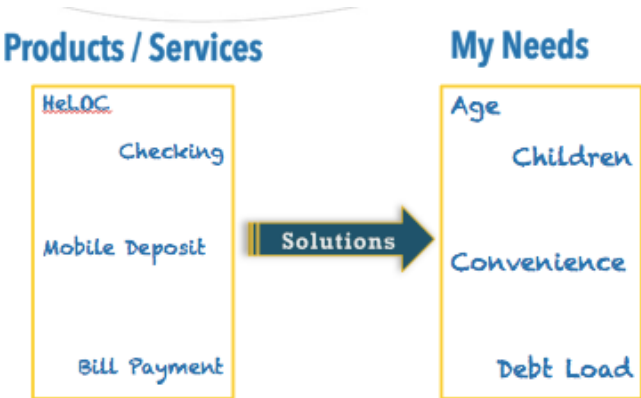 Products / Services
My Needs
HeLOC
Checking
Mobile Deposit
Bill Payment
Solutions
Age
Children
Convenience
Debt Load